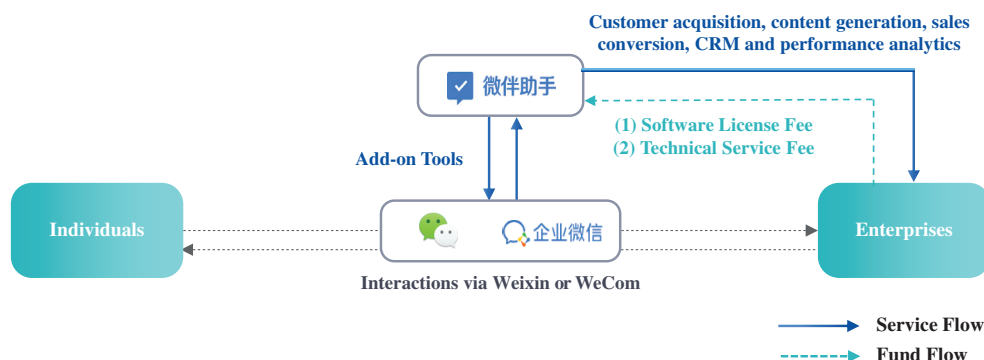 Customer acquisition, content generation, sales
conversion, CRM and performance analytics
微伴助手
(1) Software License Fee
(2) Technical Service Fee
Add-on Tools
Individuals
企业微信
Enterprises
Interactions via Weixin or WeCom
Service Flow
Fund Flow